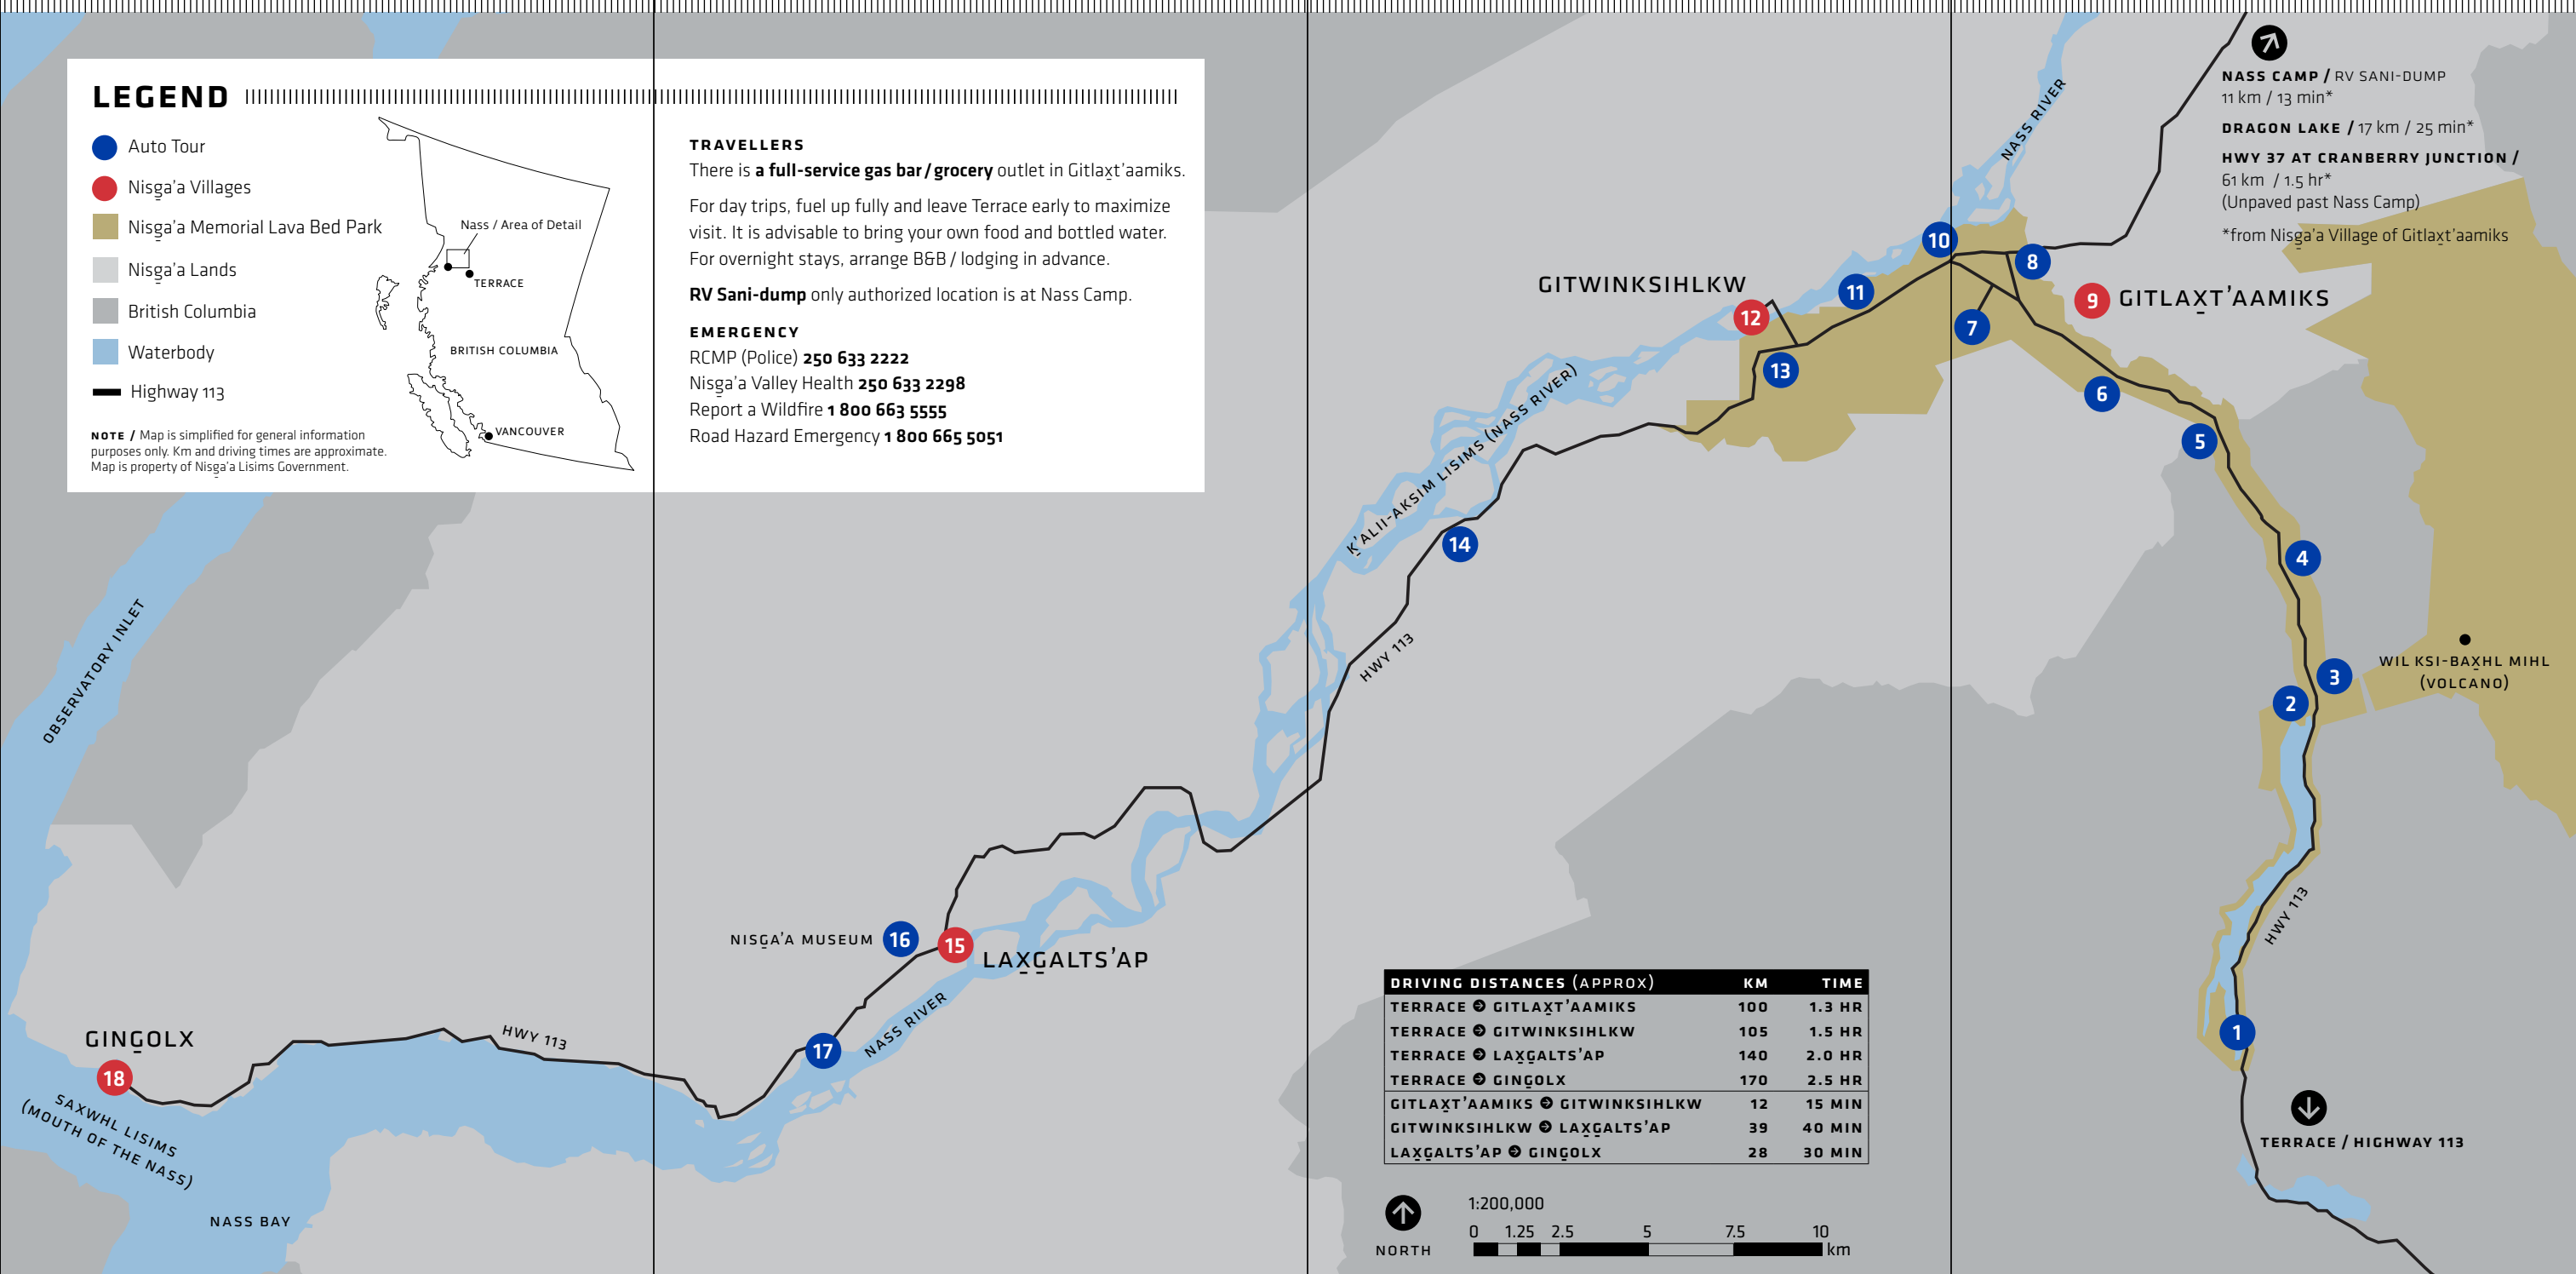 LEGEND
Auto Tour
Nisg̲a'a Villages
Nisg̲a'a Memorial Lava Bed Park
Nisg̲a'a Lands
British Columbia
Waterbody
Highway 113
NOTE / Map is simplified for general information
purposes only. Km and driving times are approximate.
Map is property of Nisg̲a'a Lisims Government.
Nass / Area of Detail
TERRACE
BRITISH COLUMBIA
VANCOUVER
TRAVELLERS
There is a full-service gas bar / grocery outlet in Gitlax̲t'aamiks.
For day trips, fuel up fully and leave Terrace early to maximize
visit. It is advisable to bring your own food and bottled water.
For overnight stays, arrange B&B / lodging in advance.
RV Sani-dump only authorized location is at Nass Camp.
EMERGENCY
RCMP (Police) 250 633 2222
Nisg̲a'a Valley Health 250 633 2298
Report a Wildfire 1 800 663 5555
Road Hazard Emergency 1 800 665 5051
NASS CAMP / RV SANI-DUMP
11 km / 13 min*
DRAGON LAKE / 17 km / 25 min*
HWY 37 AT CRANBERRY JUNCTION /
61 km / 1.5 hr*
(Unpaved past Nass Camp)
*from Nisg̲a'a Village of Gitlax̲t'aamiks
NASS RIVER
10
8
GITWINKSIHLKW
11
9 GITLAX̲T'AAMIKS
12
7
13
6
5
K̲'ALII-AKSIM LISIMS (NASS RIVER)
14
4
HWY 113
OBSERVATORY INLET
WIL KSI-BAX̲HL MIHL
(VOLCANO)
3
2
HWY 113
NISG̲A'A MUSEUM 16
15
LAX̲G̲ALTS'AP
NASS RIVER
17
GING̲OLX
18
HWY 113
SAXWHL LISIMS
(MOUTH OF THE NASS)
NASS BAY
1
TERRACE / HIGHWAY 113
DRIVING DISTANCES (APPROX) KM TIME
TERRACE ➔ GITLAX̲T'AAMIKS 100 1.3 HR
TERRACE ➔ GITWINKSIHLKW 105 1.5 HR
TERRACE ➔ LAX̲G̲ALTS'AP 140 2.0 HR
TERRACE ➔ GING̲OLX 170 2.5 HR
GITLAX̲T'AAMIKS ➔ GITWINKSIHLKW 12 15 MIN
GITWINKSIHLKW ➔ LAX̲G̲ALTS'AP 39 40 MIN
LAX̲G̲ALTS'AP ➔ GING̲OLX 28 30 MIN
NORTH
1:200,000
0 1.25 2.5 5 7.5 10
km